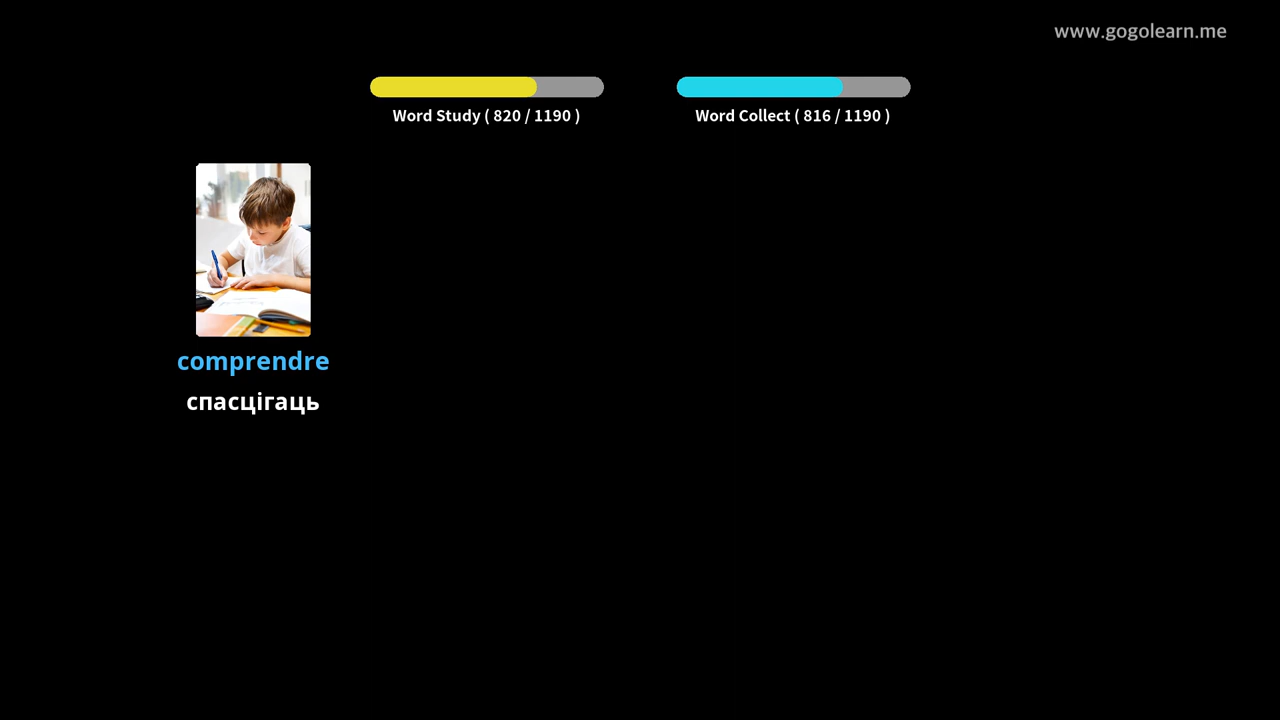 www.gogolearn.me
Word Study ( 820 / 1190 )
Word Collect ( 816 / 1190 )
comprendre
спасцігаць